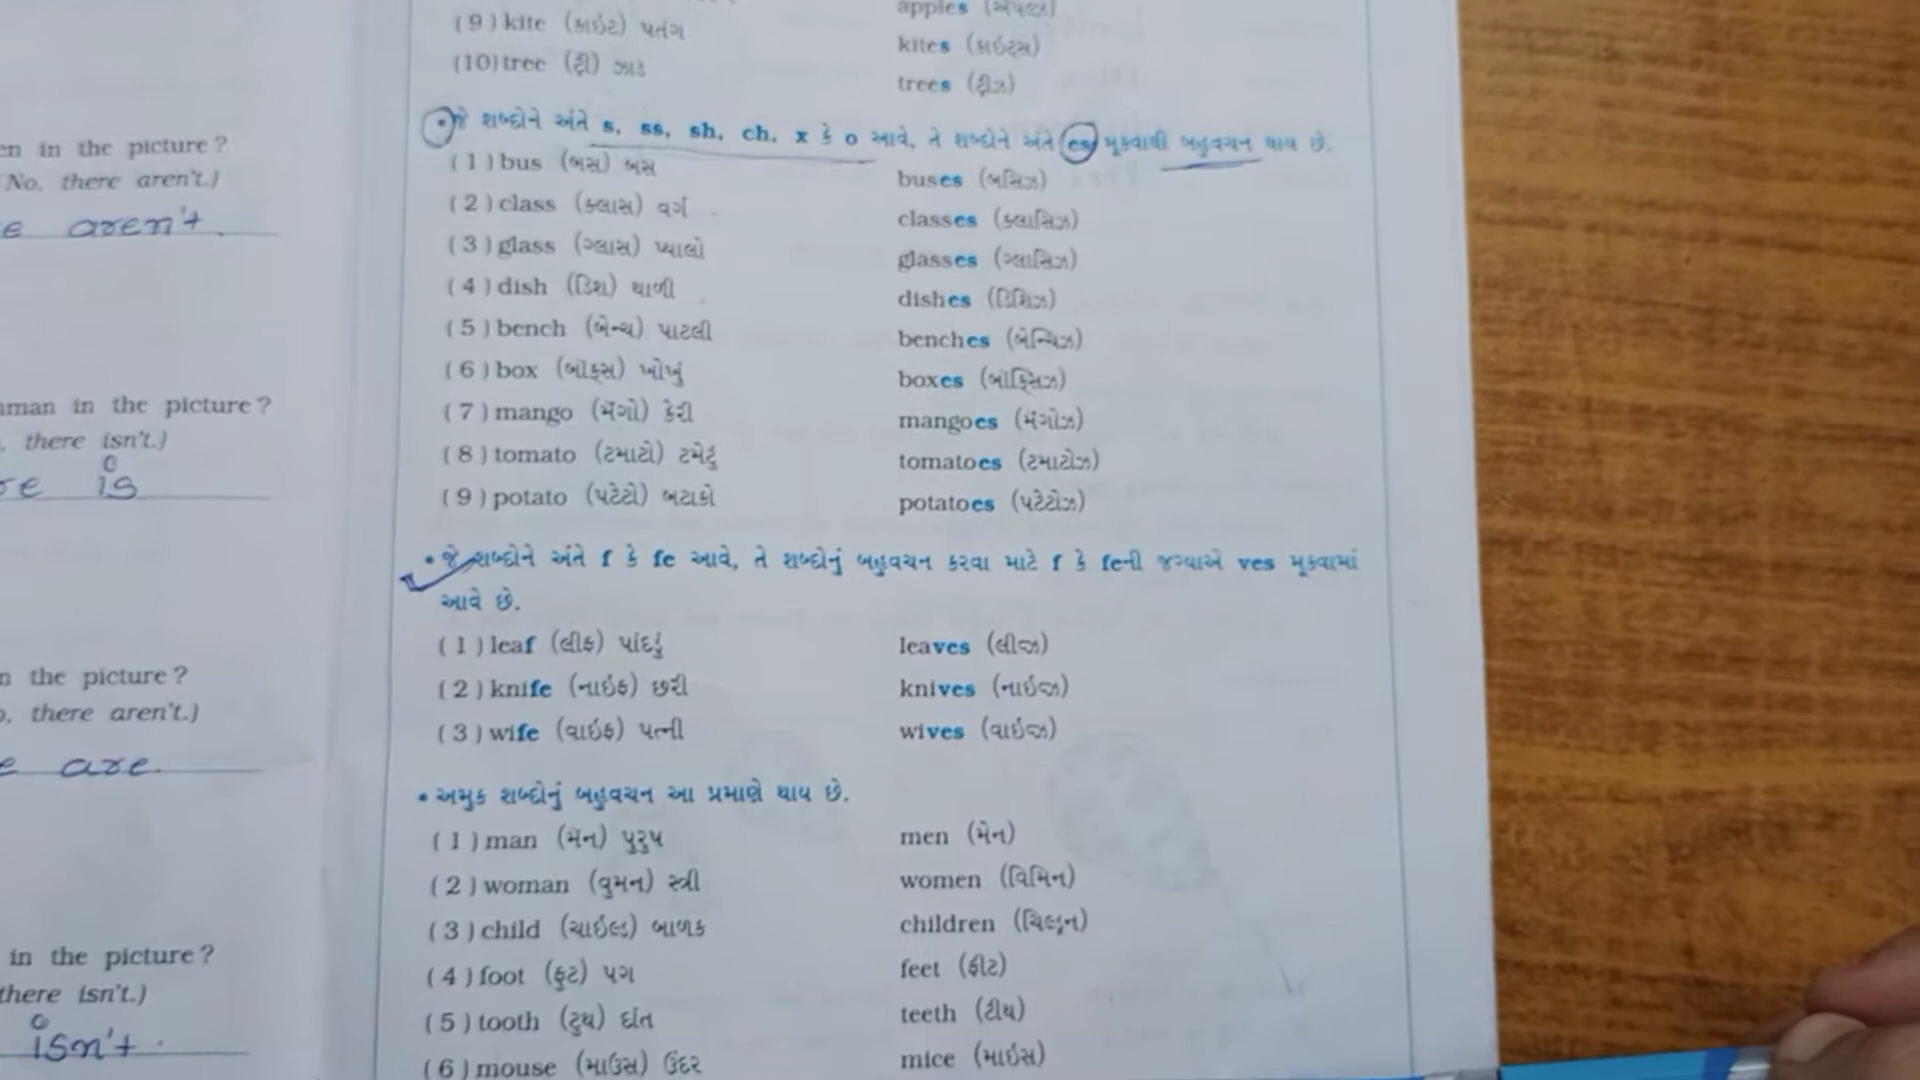 en in the picture?
No, there aren't.)
e aren't.
man in the picture?
, there isn't.)
re is
n the picture?
, there aren't.)
e are.
in the picture?
there isn't.)
isn't.
apples
(9) kite (કાઇટ) પતંગ kites (કાઇટ્સ)
(10) tree (ટ્રી) ઝાડ trees (ટ્રીઝ)
• જે શબ્દોને અંતે s, ss, sh, ch, x કે o આવે, તે શબ્દોને અંતે es મૂકવાથી બહુવચન થાય છે.
(1) bus (બસ) બસ buses (બસિઝ)
(2) class (ક્લાસ) વર્ગ classes (ક્લાસિઝ)
(3) glass (ગ્લાસ) પ્યાલો glasses (ગ્લાસિઝ)
(4) dish (ડિશ) થાળી dishes (ડિશિઝ)
(5) bench (બેન્ચ) પાટલી benches (બેન્ચિઝ)
(6) box (બૉક્સ) ખોખું boxes (બૉક્સિઝ)
(7) mango (મૅંગો) કેરી mangoes (મૅંગોઝ)
(8) tomato (ટમાટો) ટમેટું tomatoes (ટમાટોઝ)
(9) potato (પટેટો) બટાકો potatoes (પટેટોઝ)
• જે શબ્દોને અંતે f કે fe આવે, તે શબ્દોનું બહુવચન કરવા માટે f કે feની જગ્યાએ ves મૂકવામાં
આવે છે.
(1) leaf (લીફ) પાંદડું leaves (લીવ્ઝ)
(2) knife (નાઇફ) છરી knives (નાઇવ્ઝ)
(3) wife (વાઇફ) પત્ની wives (વાઇવ્ઝ)
• અમુક શબ્દોનું બહુવચન આ પ્રમાણે થાય છે.
(1) man (મૅન) પુરુષ men (મેન)
(2) woman (વુમન) સ્ત્રી women (વિમિન)
(3) child (ચાઇલ્ડ) બાળક children (ચિલ્ડ્રન)
(4) foot (ફુટ) પગ feet (ફીટ)
(5) tooth (ટુથ) દાંત teeth (ટીથ)
(6) mouse (માઉસ) ઉંદર mice (માઇસ)